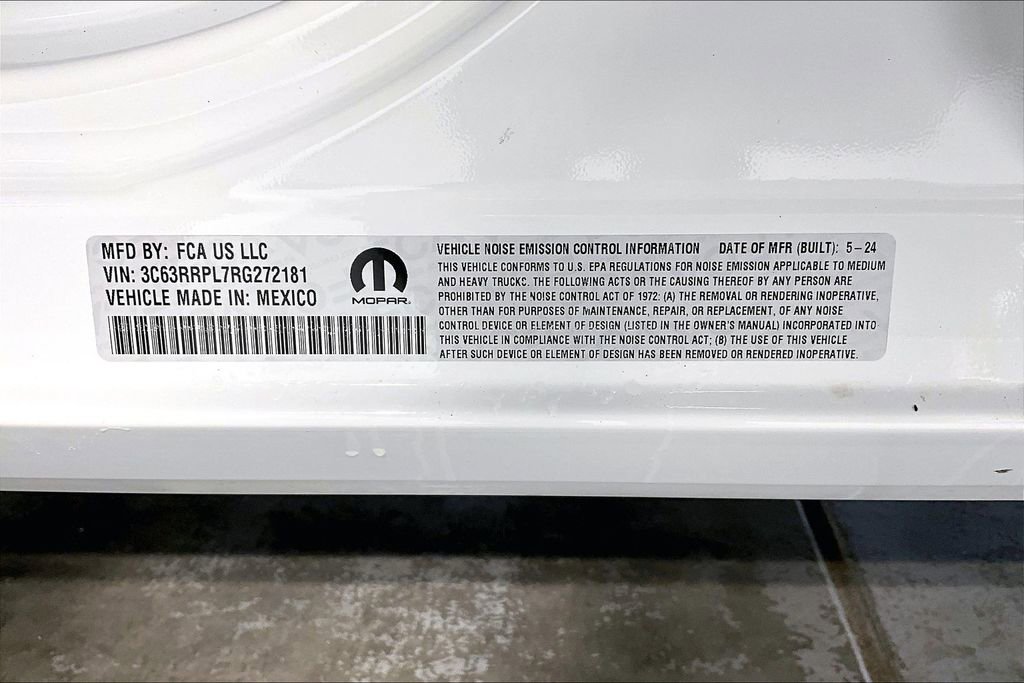 MFD BY: FCA US LLC
VIN: 3C63RRPL7RG272181
VEHICLE MADE IN: MEXICO
MOPAR
VEHICLE NOISE EMISSION CONTROL INFORMATION DATE OF MFR (BUILT): 5-24
THIS VEHICLE CONFORMS TO U.S. EPA REGULATIONS FOR NOISE EMISSION APPLICABLE TO MEDIUM
AND HEAVY TRUCKS. THE FOLLOWING ACTS OR THE CAUSING THEREOF BY ANY PERSON ARE
PROHIBITED BY THE NOISE CONTROL ACT OF 1972: (A) THE REMOVAL OR RENDERING INOPERATIVE,
OTHER THAN FOR PURPOSES OF MAINTENANCE, REPAIR, OR REPLACEMENT, OF ANY NOISE
CONTROL DEVICE OR ELEMENT OF DESIGN (LISTED IN THE OWNER'S MANUAL) INCORPORATED INTO
THIS VEHICLE IN COMPLIANCE WITH THE NOISE CONTROL ACT; (B) THE USE OF THIS VEHICLE
AFTER SUCH DEVICE OR ELEMENT OF DESIGN HAS BEEN REMOVED OR RENDERED INOPERATIVE.